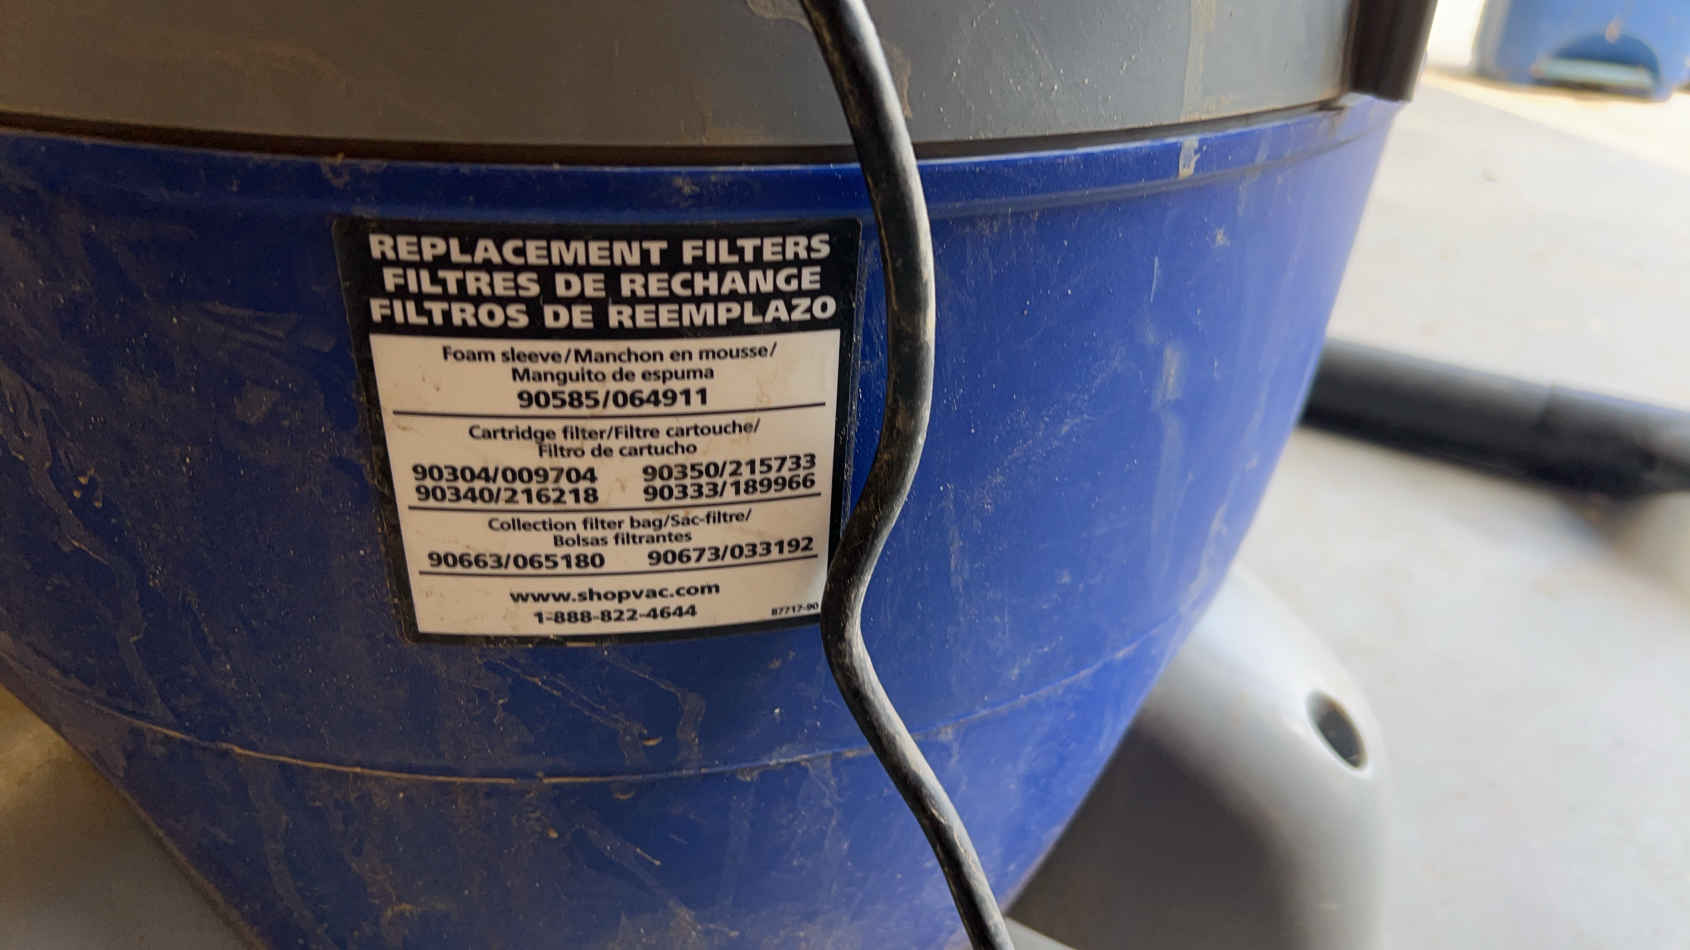 REPLACEMENT FILTERS
FILTRES DE RECHANGE
FILTROS DE REEMPLAZO
Foam sleeve/Manchon en mousse/
Manguito de espuma
90585/064911
Cartridge filter/Filtre cartouche/
Filtro de cartucho
90304/009704 90350/215733
90340/216218 90333/189966
Collection filter bag/Sac-filtre/
Bolsas filtrantes
90663/065180 90673/033192
www.shopvac.com
1-888-822-4644
87717-90